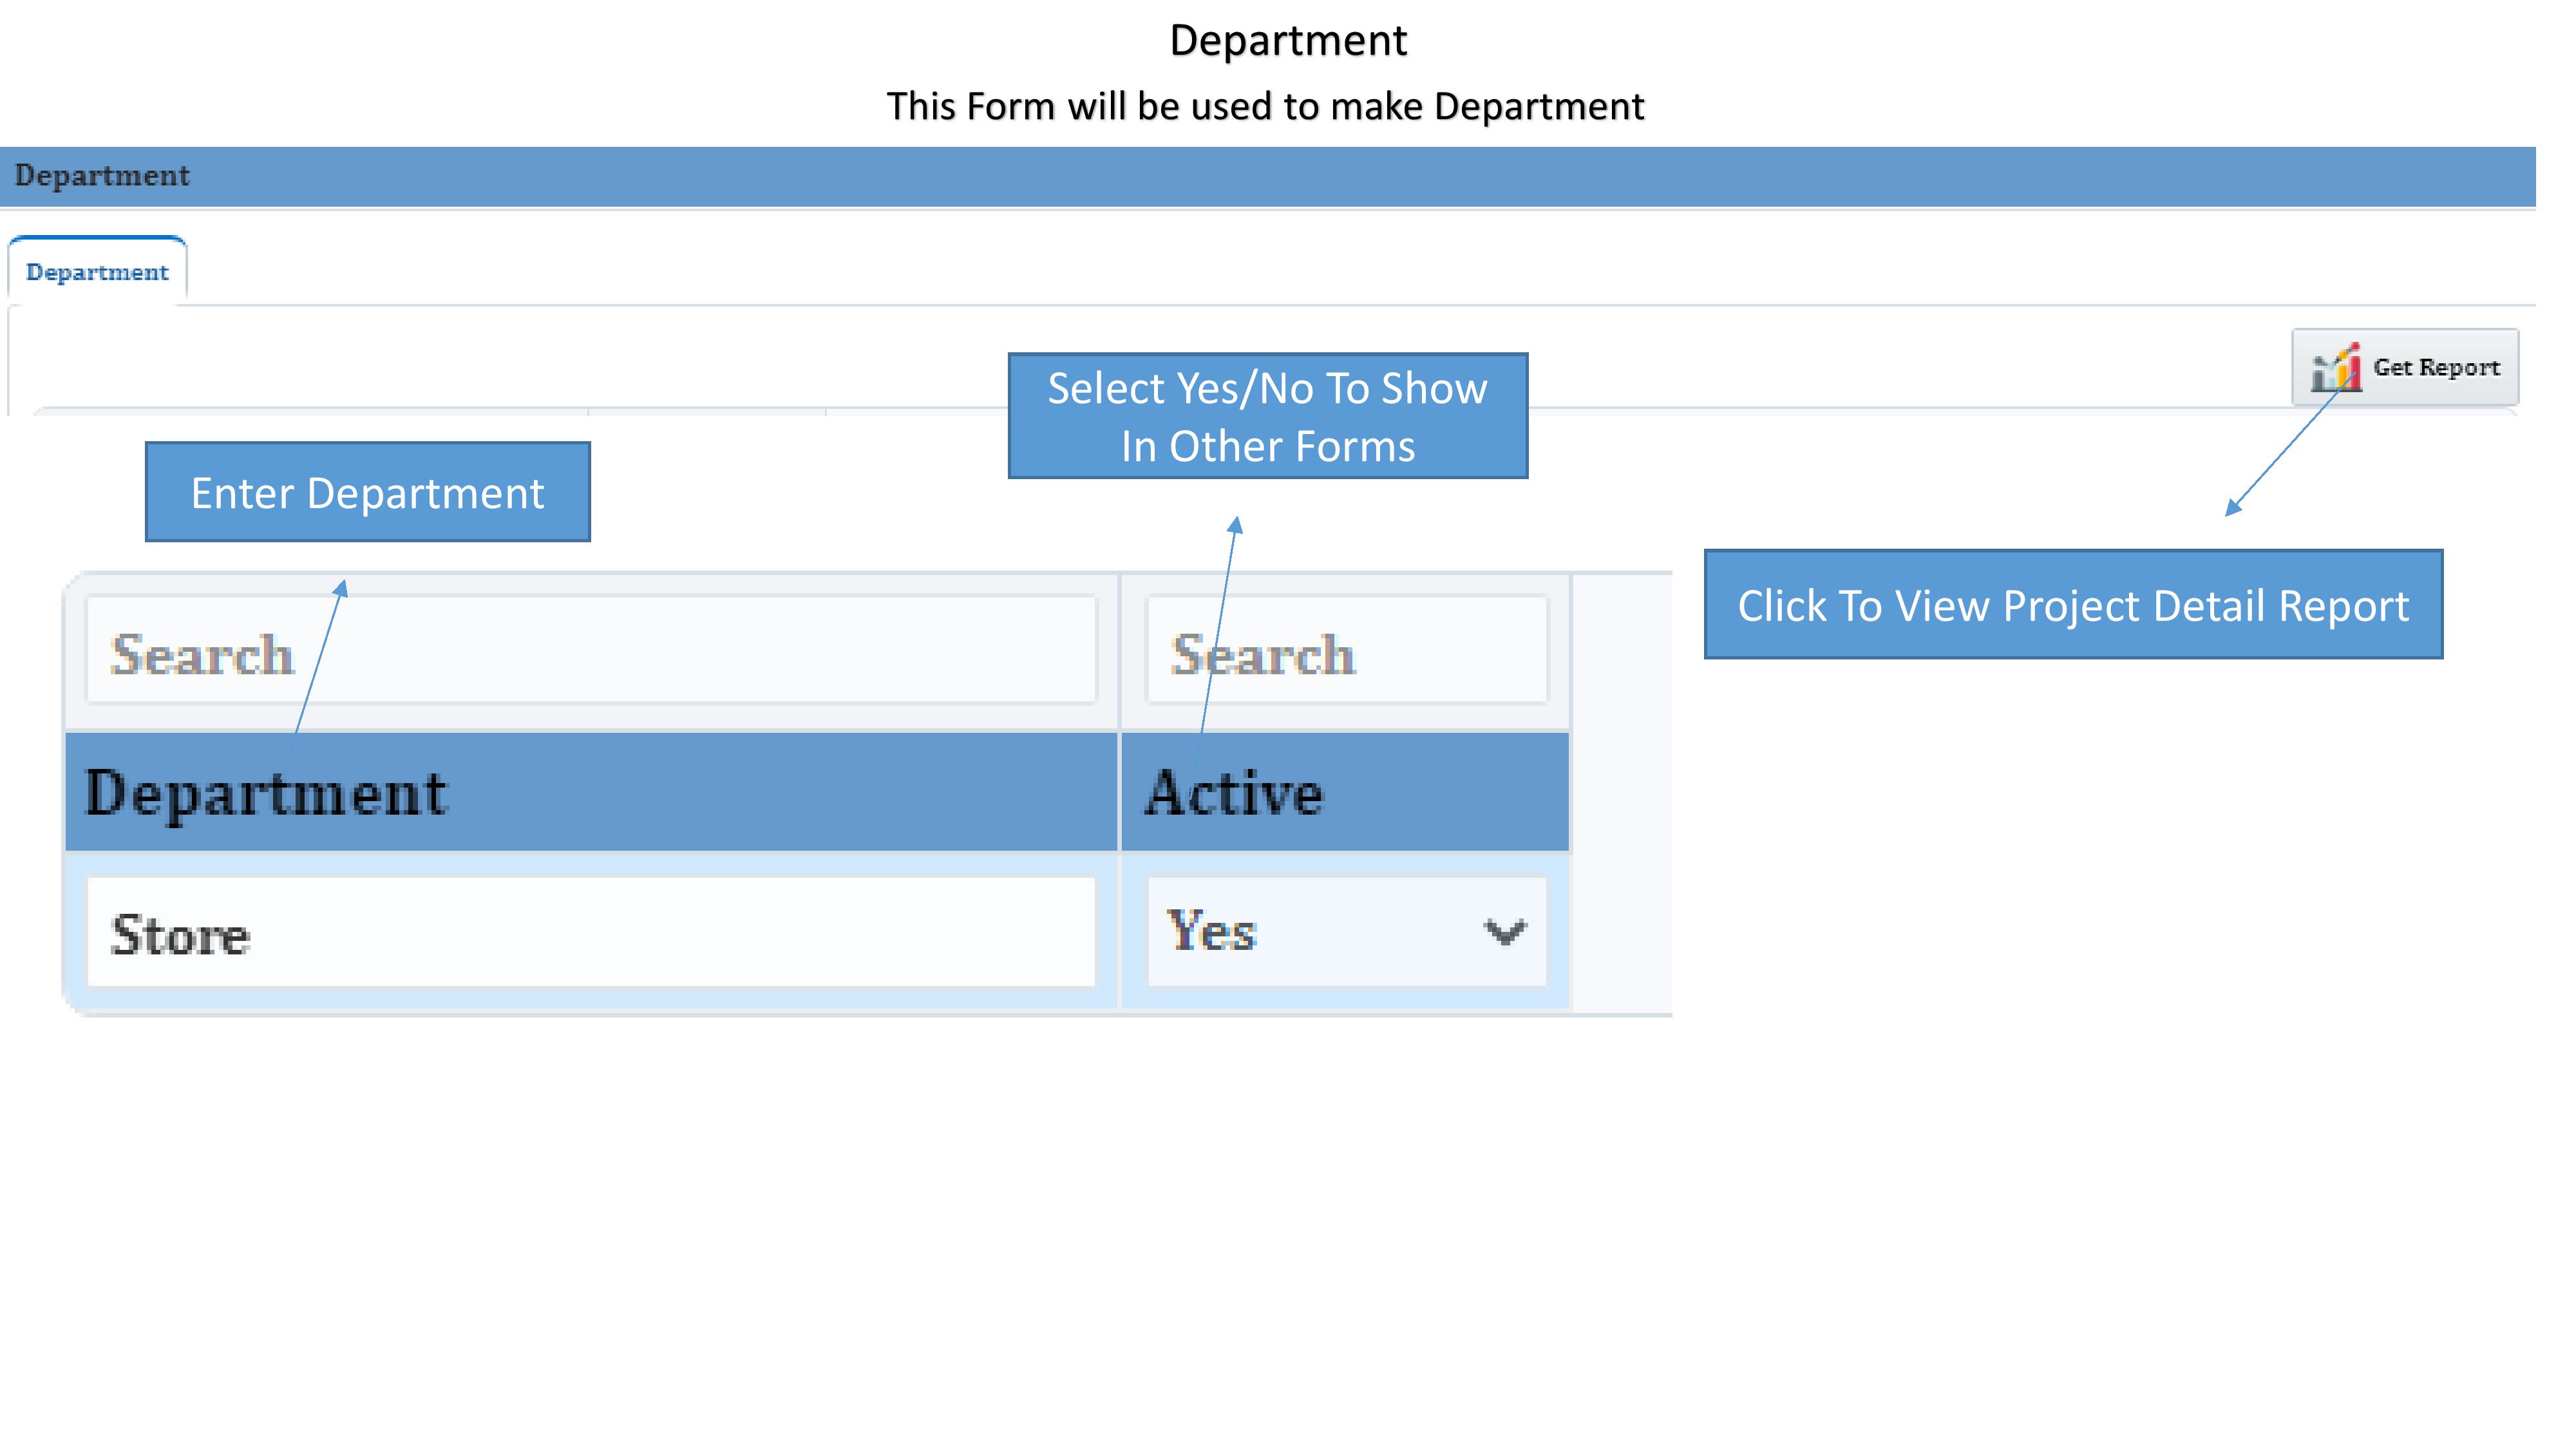 Department
This Form will be used to make Department
Department
Department
Get Report
Select Yes/No To Show
In Other Forms
Enter Department
Click To View Project Detail Report
Search
Search
Department
Active
Store
Yes